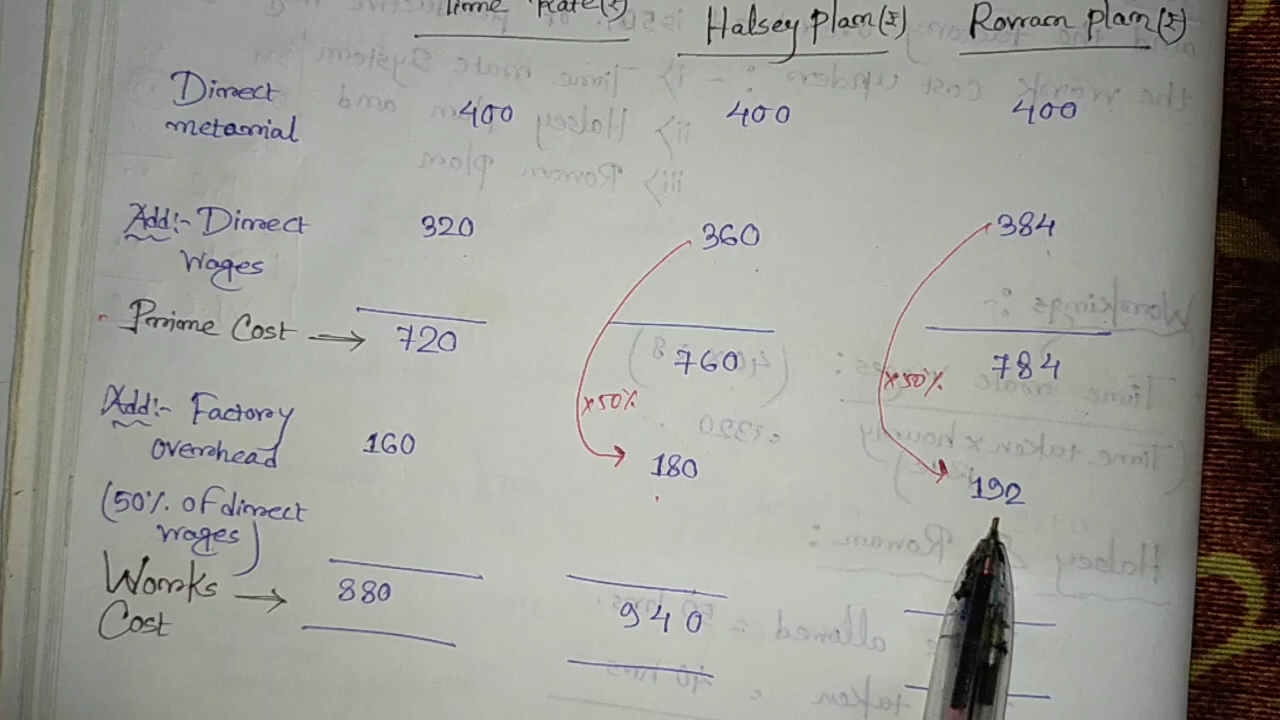 Time Rate(₹) Halsey plan(₹) Rowan plan(₹)
Direct
metarial 400 400 400
Add:- Direct 320 360 384
Wages
Prime Cost → 720 760 784
×50% ×50%
Add:- Factory
overhead 160 180 192
(50% of direct
wages)
Works
Cost → 880 940